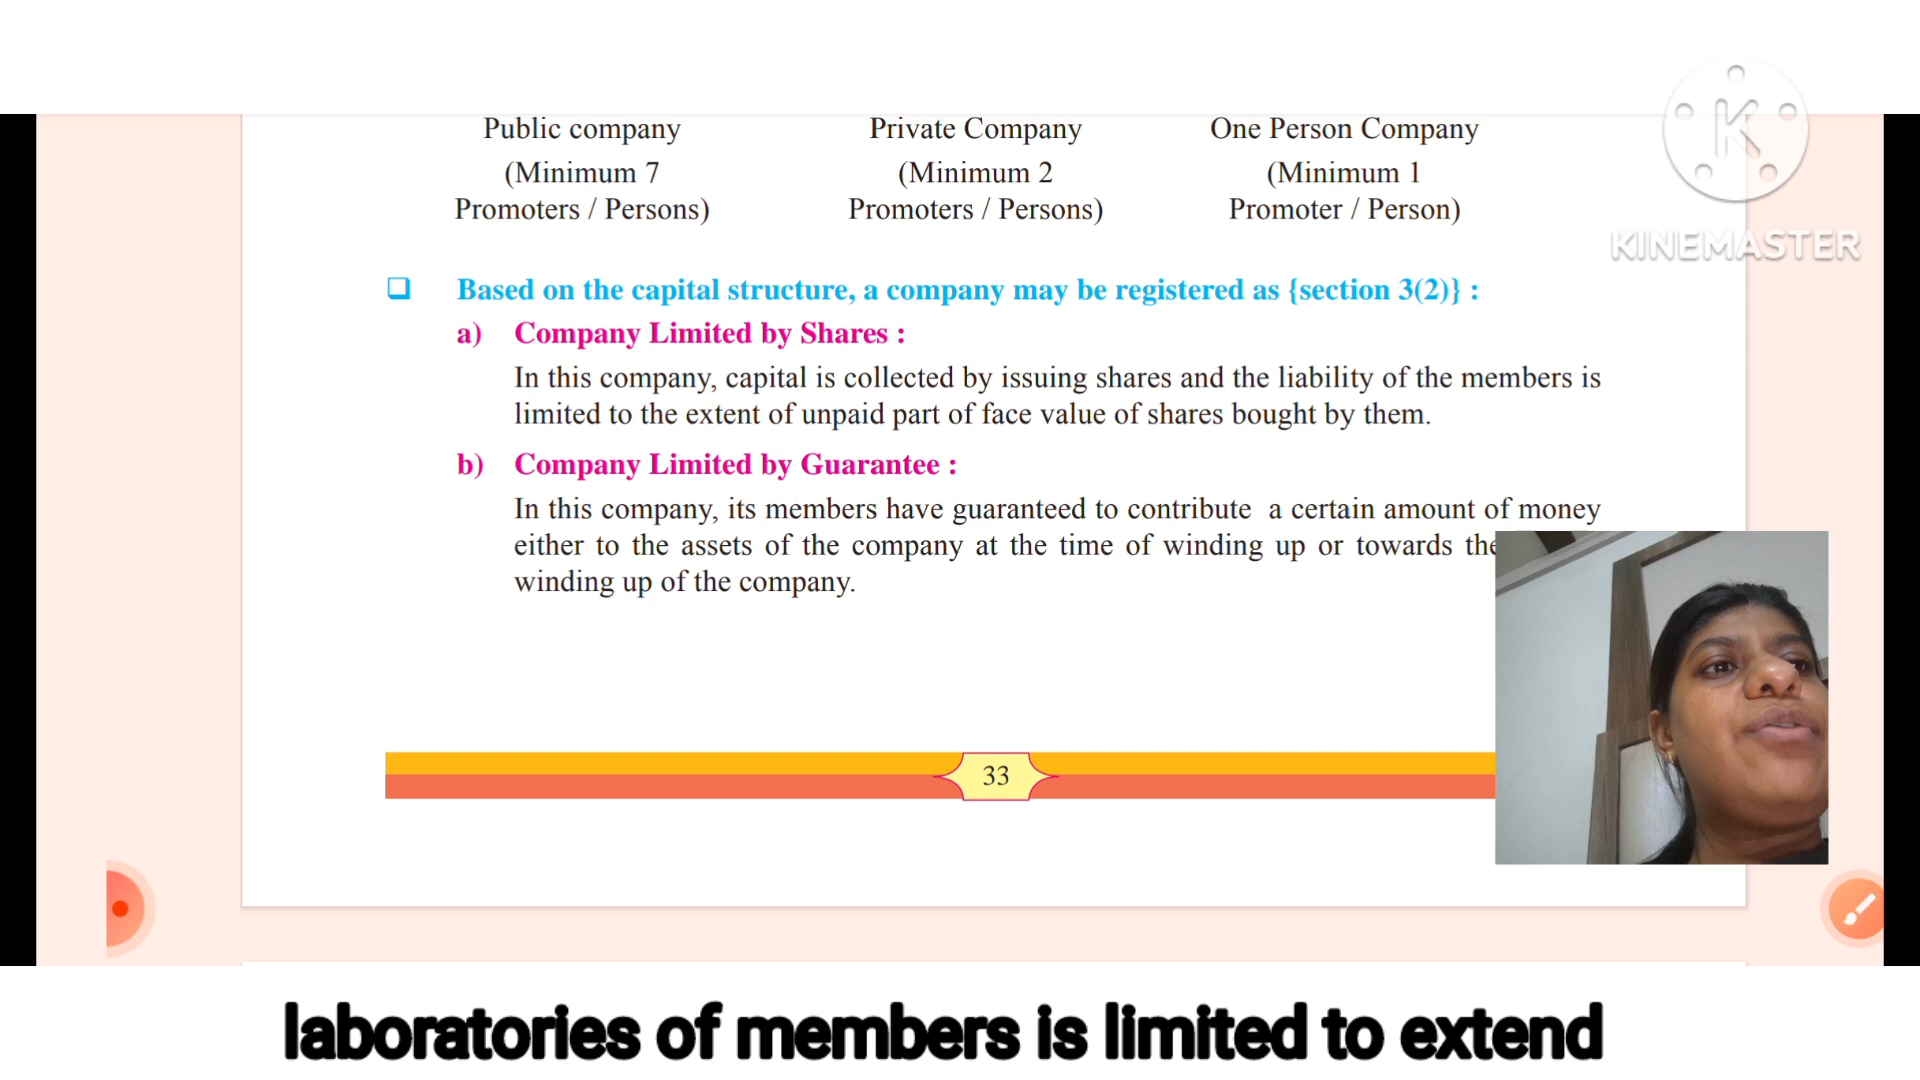 Public company Private Company One Person Company
(Minimum 7 (Minimum 2 (Minimum 1
Promoters / Persons) Promoters / Persons) Promoter / Person)
KINEMASTER
Based on the capital structure, a company may be registered as {section 3(2)} :
a) Company Limited by Shares :
In this company, capital is collected by issuing shares and the liability of the members is
limited to the extent of unpaid part of face value of shares bought by them.
b) Company Limited by Guarantee :
In this company, its members have guaranteed to contribute a certain amount of money
either to the assets of the company at the time of winding up or towards the
winding up of the company.
33
laboratories of members is limited to extend